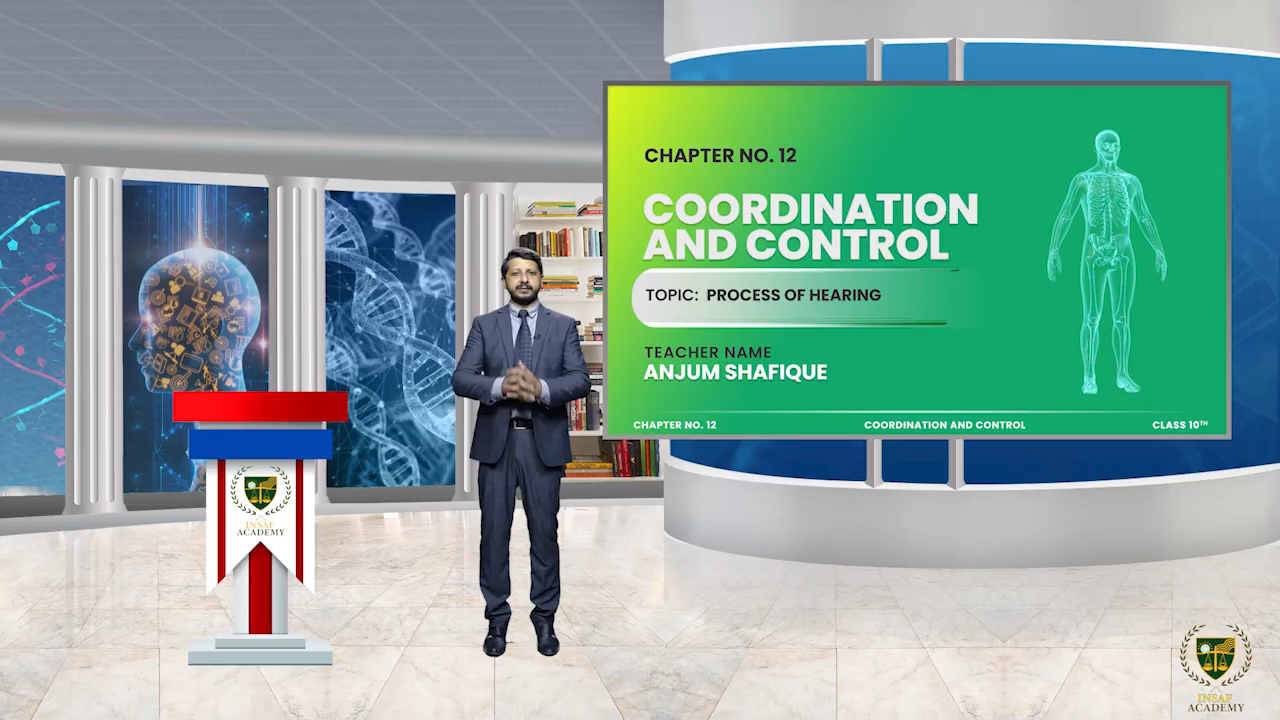 CHAPTER NO. 12
COORDINATION
AND CONTROL
TOPIC: PROCESS OF HEARING
TEACHER NAME
ANJUM SHAFIQUE
CHAPTER NO. 12 COORDINATION AND CONTROL CLASS 10TH
INSAF
ACADEMY
INSAF
ACADEMY